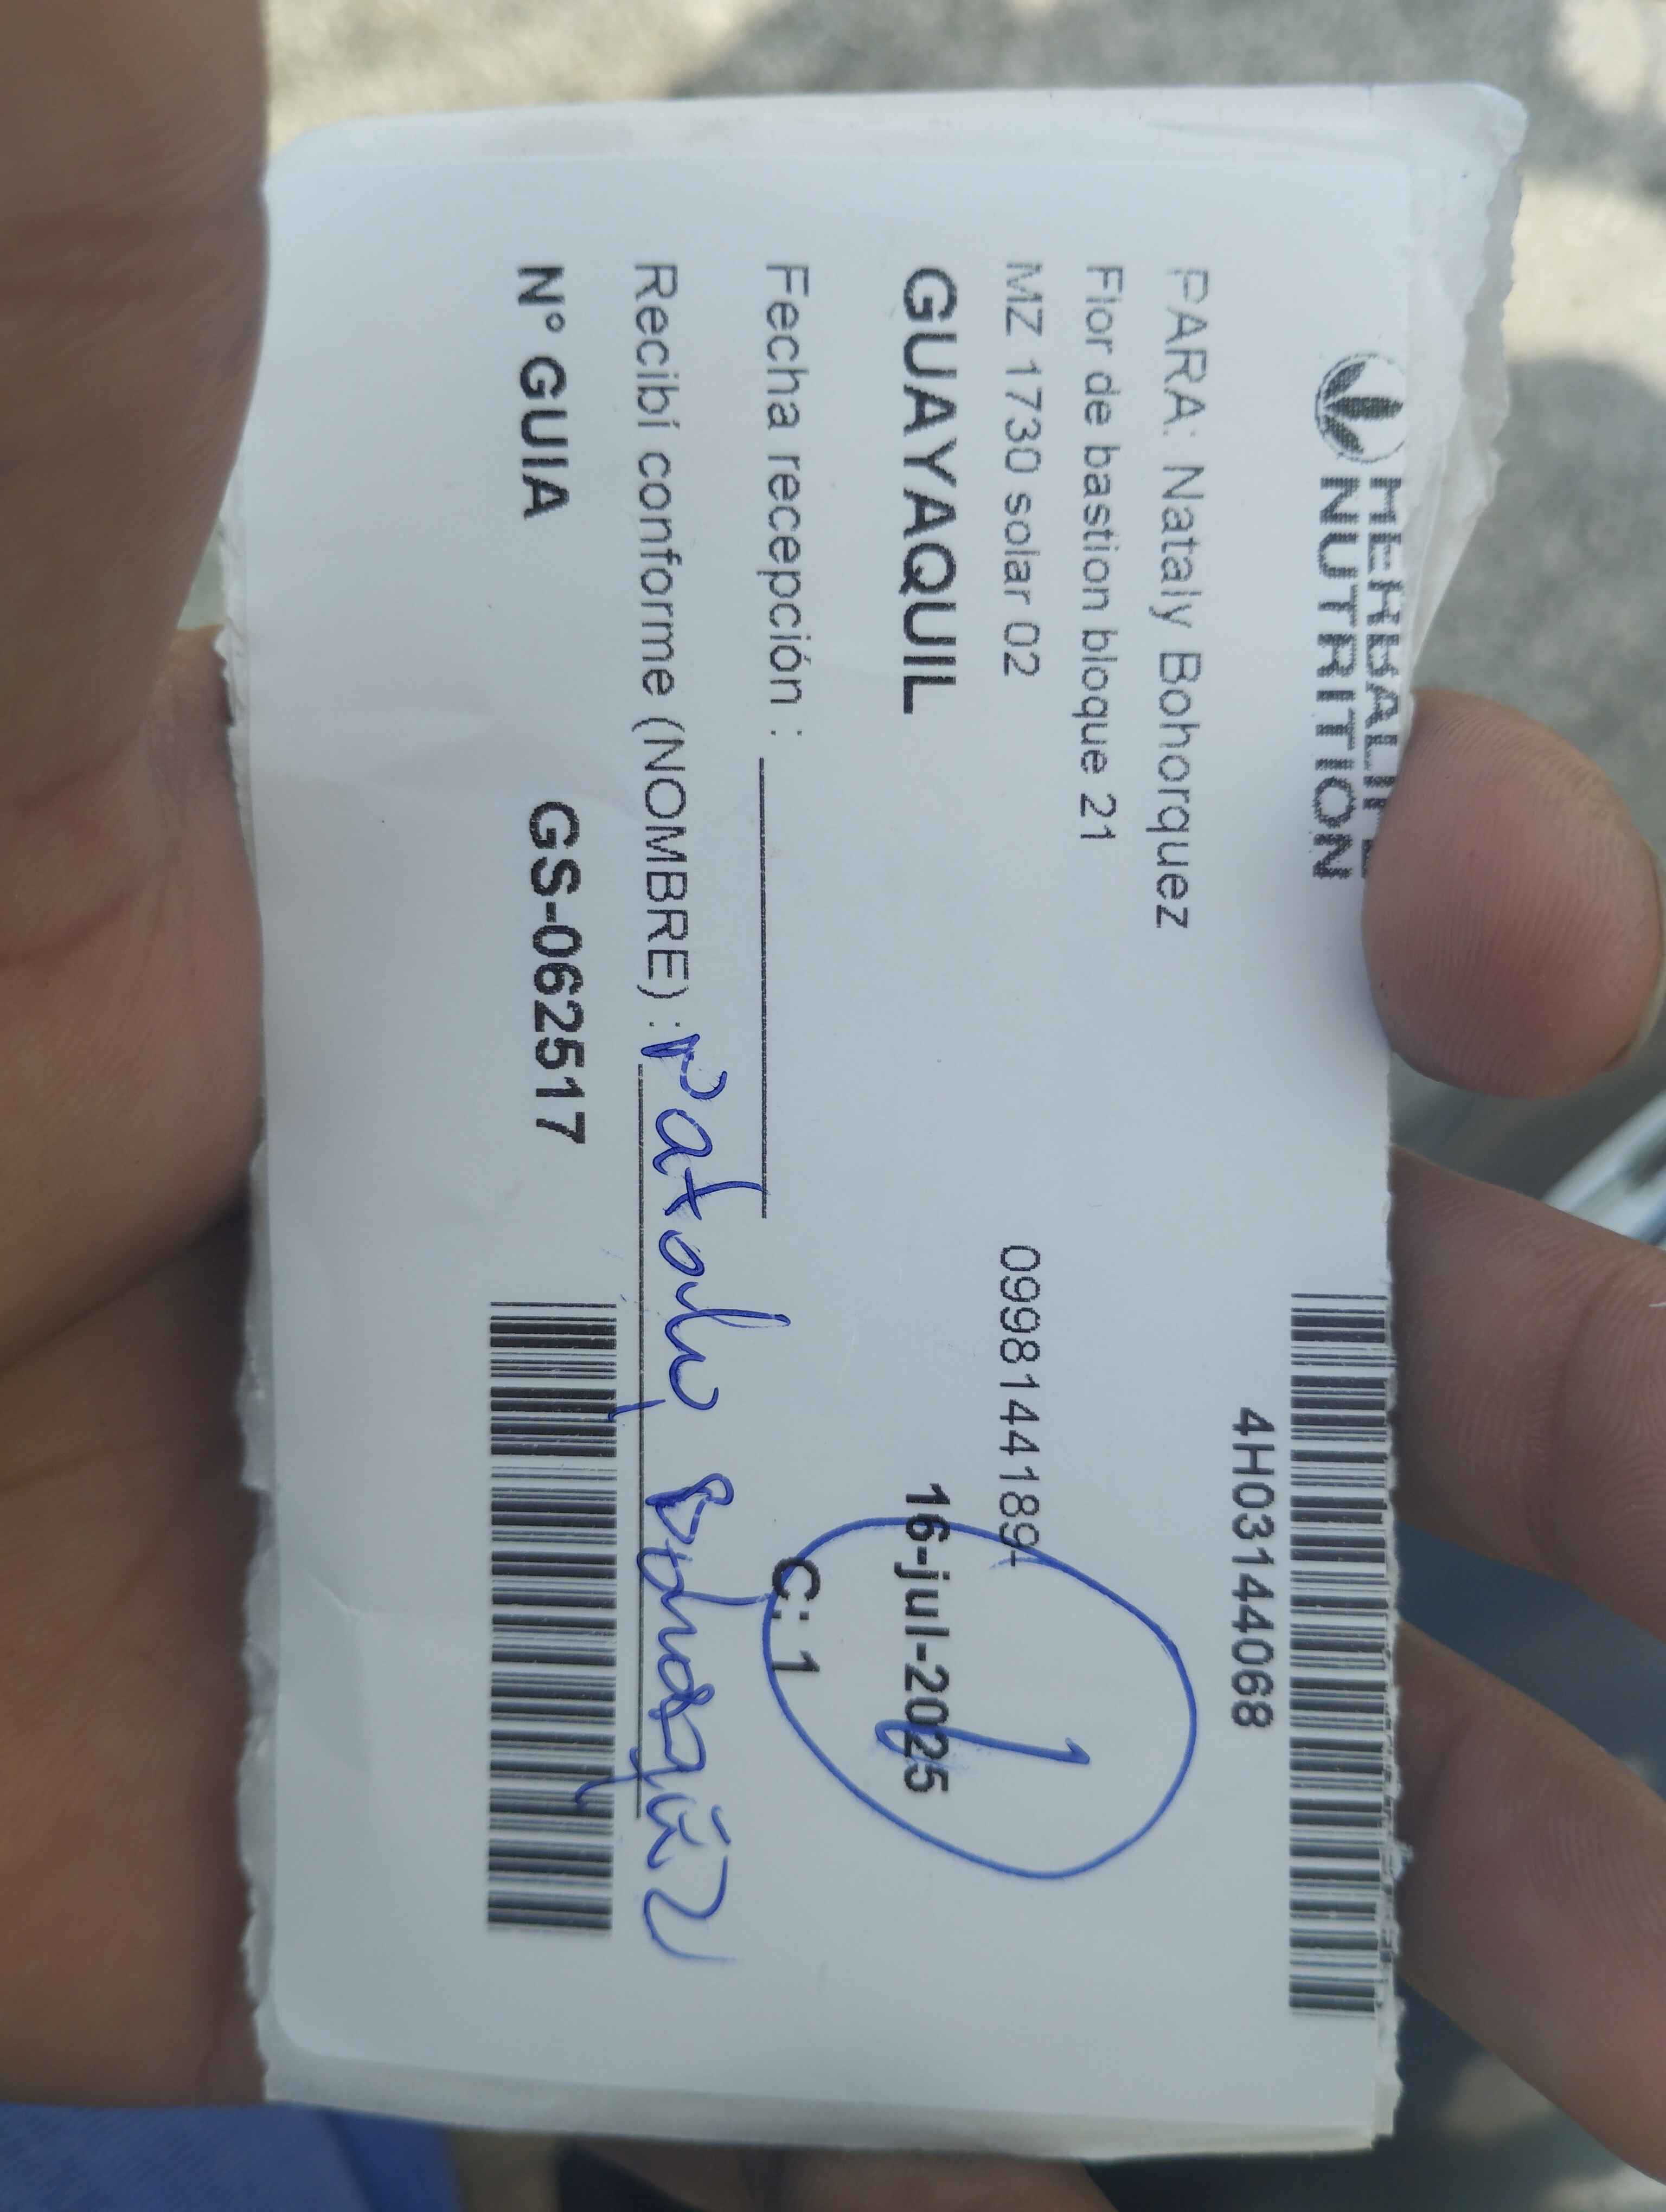 HERBALIFE
NUTRITION
4H03144068
PARA: Nataly Bohorquez
Flor de bastion bloque 21
MZ 1730 solar 02 0998144189-
GUAYAQUIL 16-jul-2025
1
Fecha recepción : C: 1
Recibí conforme (NOMBRE) :
N° GUIA GS-062517